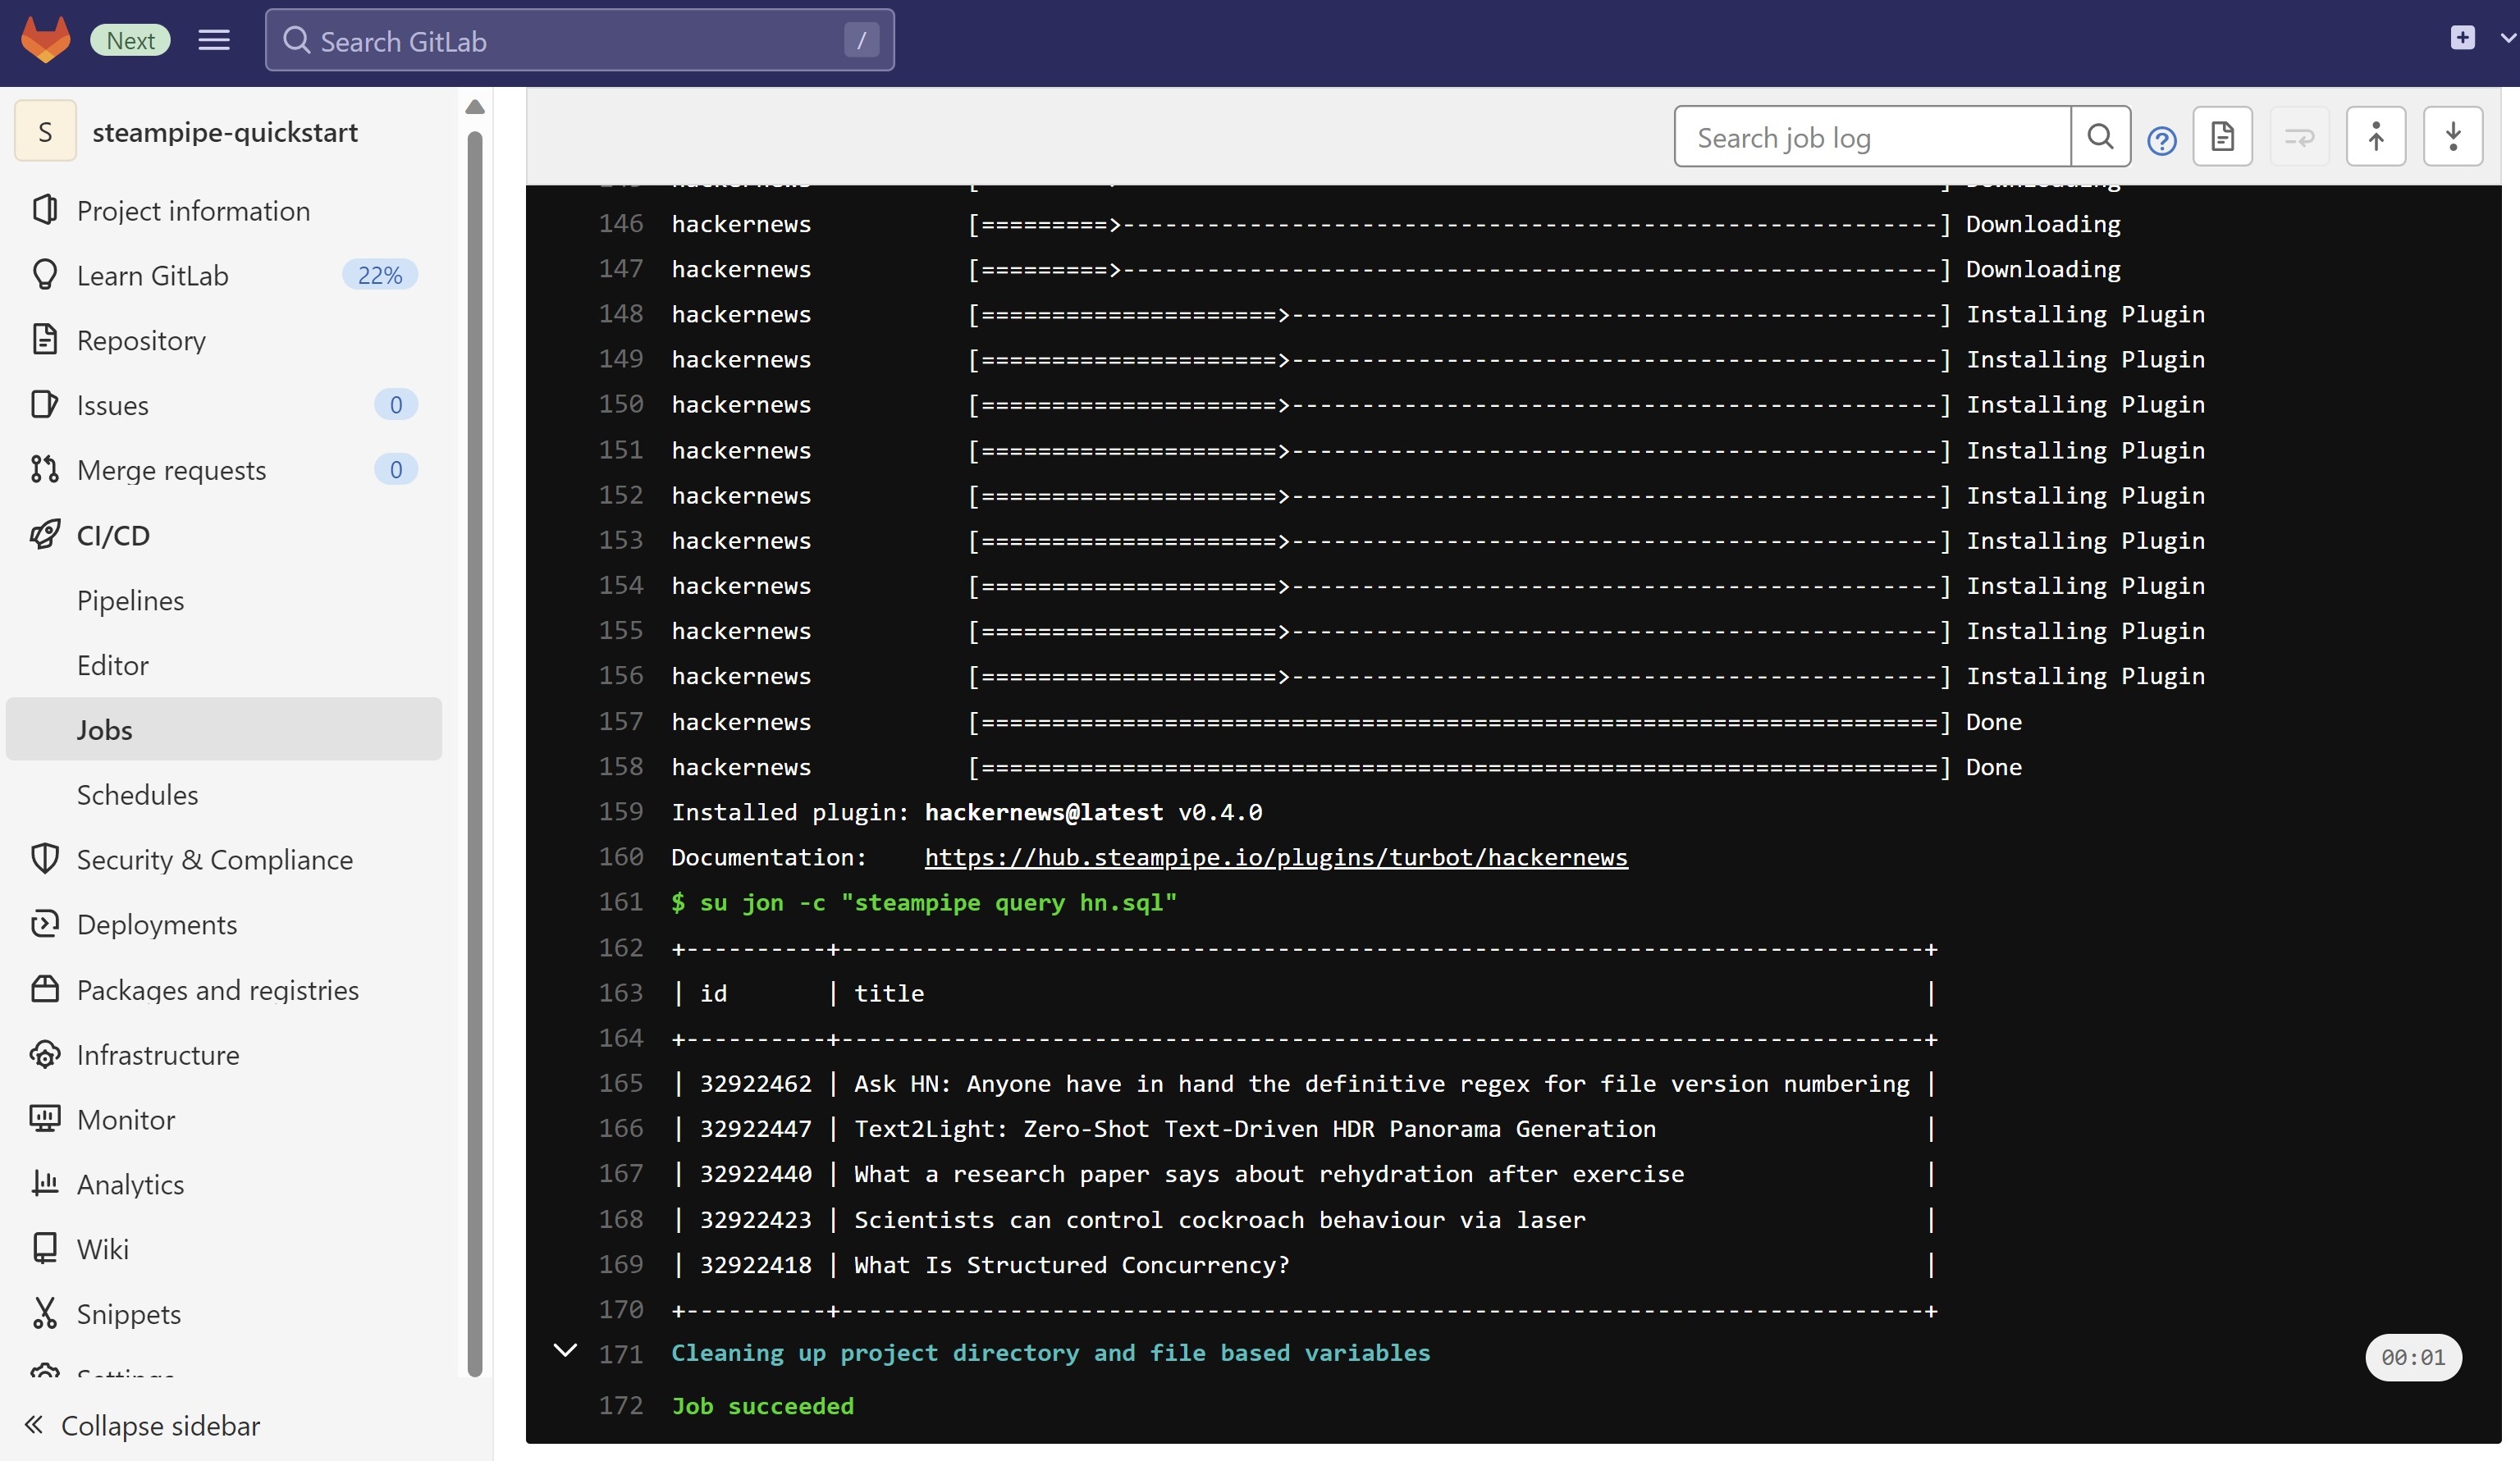 Next
Search GitLab /
S steampipe-quickstart
Project information
Learn GitLab 22%
Repository
Issues 0
Merge requests 0
CI/CD
Pipelines
Editor
Jobs
Schedules
Security & Compliance
Deployments
Packages and registries
Infrastructure
Monitor
Analytics
Wiki
Snippets
Settings
Collapse sidebar
Search job log
146 hackernews [=========>----------------------------------------------------------] Downloading
147 hackernews [=========>----------------------------------------------------------] Downloading
148 hackernews [=====================>----------------------------------------------] Installing Plugin
149 hackernews [=====================>----------------------------------------------] Installing Plugin
150 hackernews [=====================>----------------------------------------------] Installing Plugin
151 hackernews [=====================>----------------------------------------------] Installing Plugin
152 hackernews [=====================>----------------------------------------------] Installing Plugin
153 hackernews [=====================>----------------------------------------------] Installing Plugin
154 hackernews [=====================>----------------------------------------------] Installing Plugin
155 hackernews [=====================>----------------------------------------------] Installing Plugin
156 hackernews [=====================>----------------------------------------------] Installing Plugin
157 hackernews [====================================================================] Done
158 hackernews [====================================================================] Done
159 Installed plugin: hackernews@latest v0.4.0
160 Documentation: https://hub.steampipe.io/plugins/turbot/hackernews
161 $ su jon -c "steampipe query hn.sql"
162 +----------+-----------------------------------------------------------------------------+
163 | id | title |
164 +----------+-----------------------------------------------------------------------------+
165 | 32922462 | Ask HN: Anyone have in hand the definitive regex for file version numbering |
166 | 32922447 | Text2Light: Zero-Shot Text-Driven HDR Panorama Generation |
167 | 32922440 | What a research paper says about rehydration after exercise |
168 | 32922423 | Scientists can control cockroach behaviour via laser |
169 | 32922418 | What Is Structured Concurrency? |
170 +----------+-----------------------------------------------------------------------------+
171 Cleaning up project directory and file based variables 00:01
172 Job succeeded